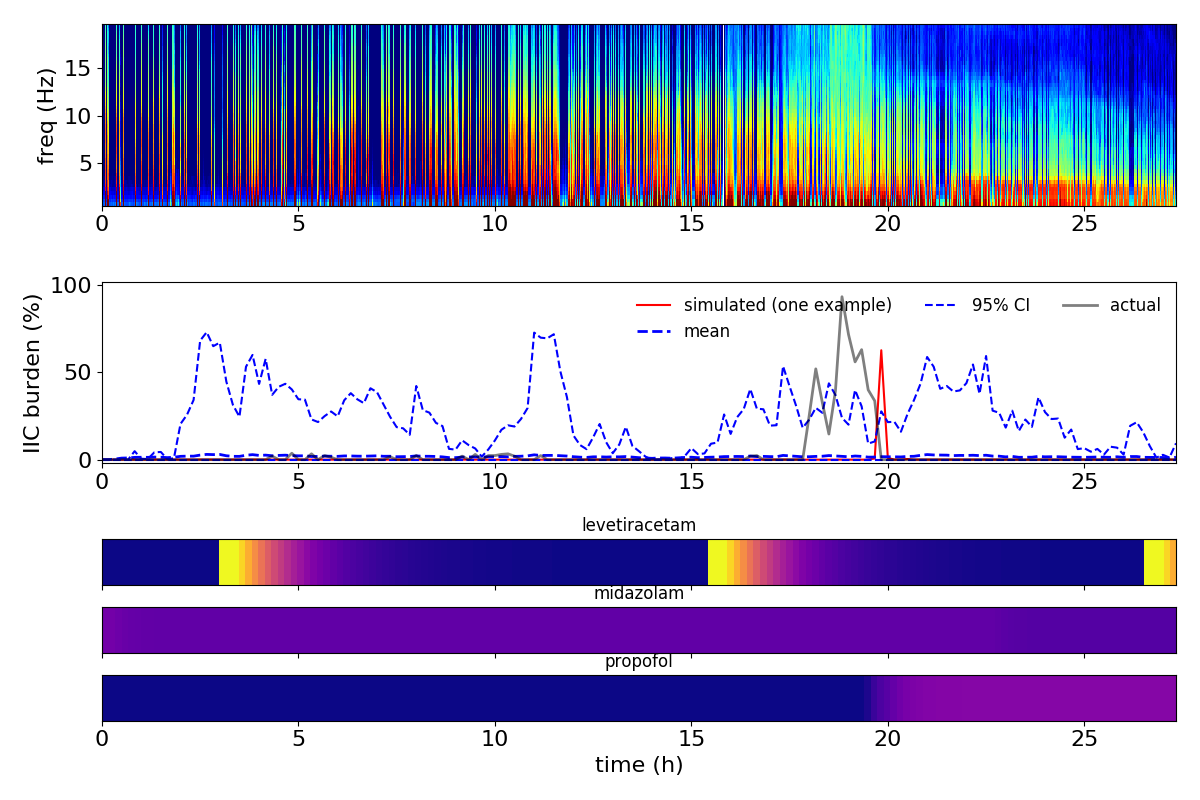 freq (Hz)
15
10
5
0 5 10 15 20 25
IIC burden (%)
100
50
0
simulated (one example)
mean
95% CI
actual
0 5 10 15 20 25
levetiracetam
midazolam
propofol
0 5 10 15 20 25
time (h)